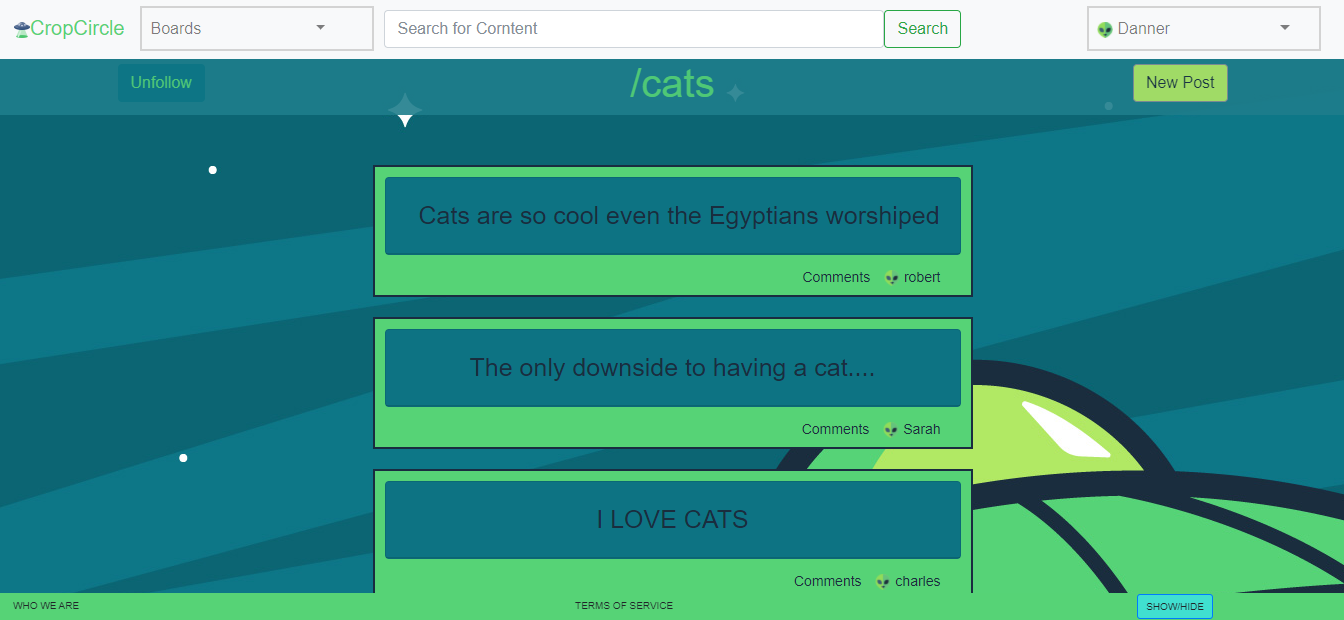 CropCircle
Boards
Search for Corntent
Search
Danner
Unfollow
/cats
New Post
Cats are so cool even the Egyptians worshiped
Comments robert
The only downside to having a cat....
Comments Sarah
I LOVE CATS
Comments charles
WHO WE ARE
TERMS OF SERVICE
SHOW/HIDE